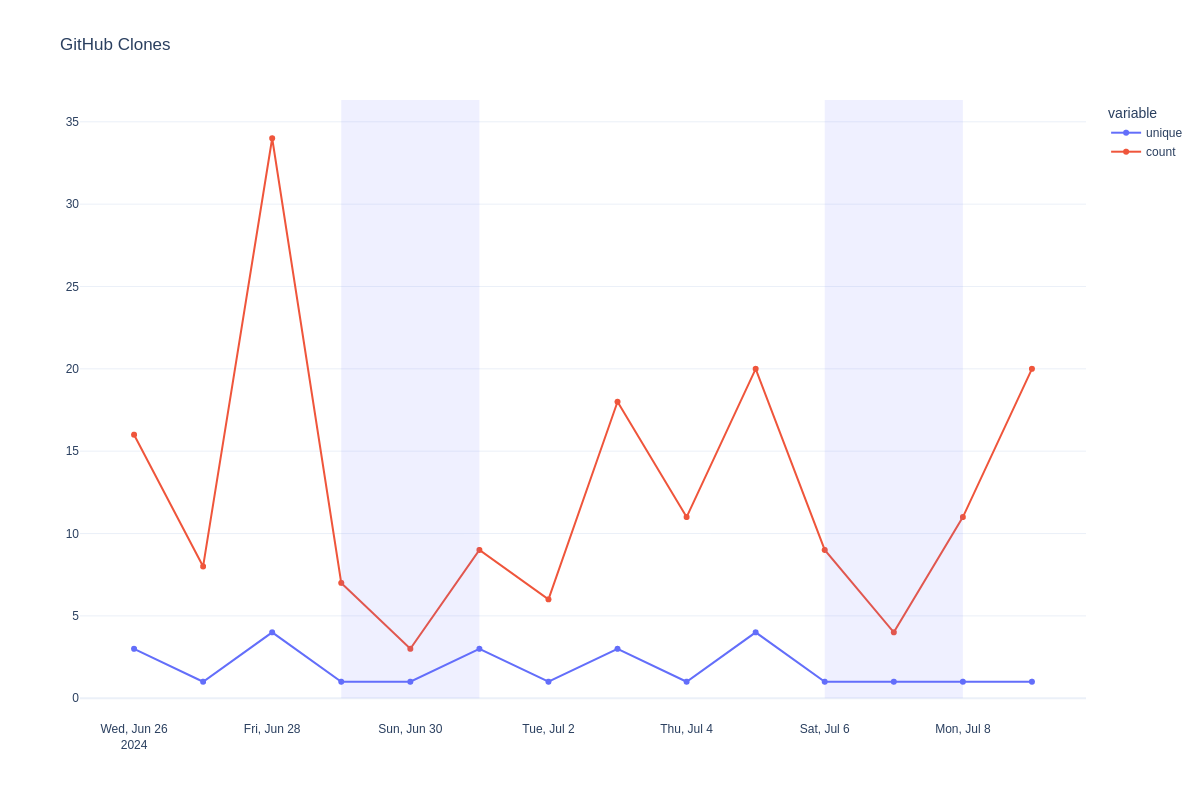 GitHub Clones
variable
unique
count
35
30
25
20
15
10
5
0
Wed, Jun 26
2024
Fri, Jun 28
Sun, Jun 30
Tue, Jul 2
Thu, Jul 4
Sat, Jul 6
Mon, Jul 8